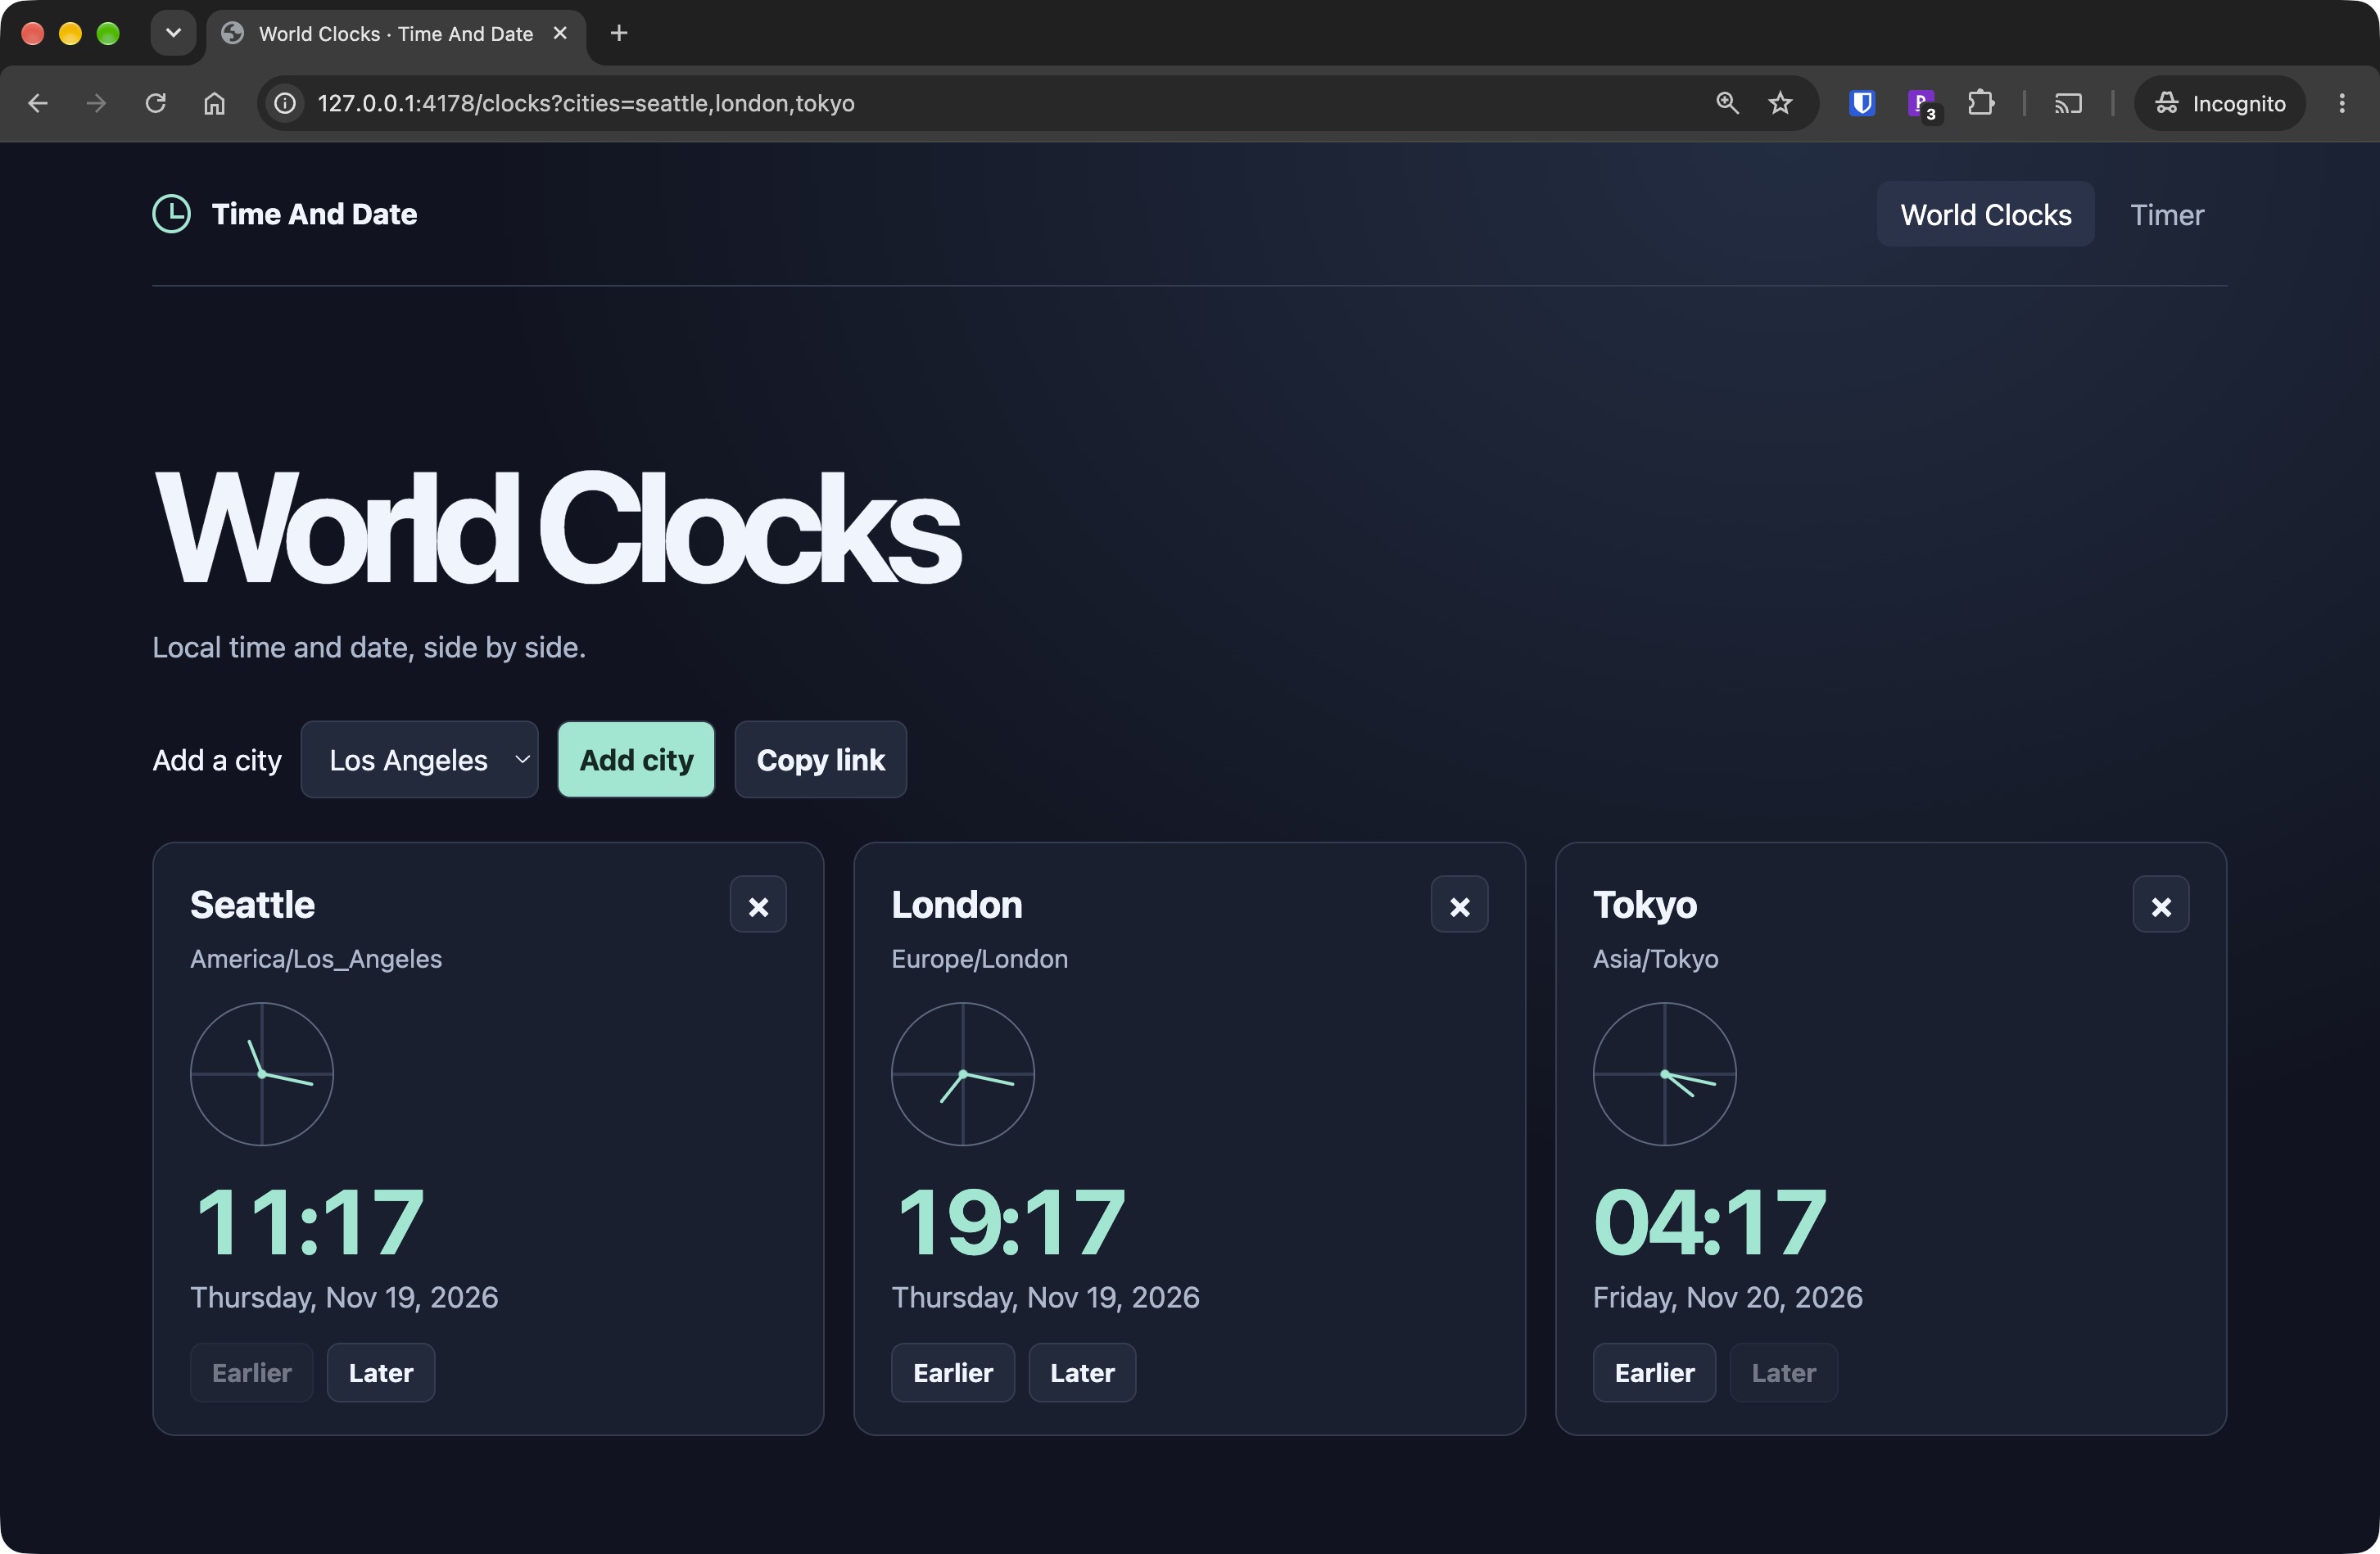 World Clocks · Time And Date
127.0.0.1:4178/clocks?cities=seattle,london,tokyo
3
Incognito
Time And Date
World Clocks
Timer
World Clocks
Local time and date, side by side.
Add a city
Los Angeles
Add city
Copy link
Seattle
America/Los_Angeles
11:17
Thursday, Nov 19, 2026
Earlier
Later
London
Europe/London
19:17
Thursday, Nov 19, 2026
Earlier
Later
Tokyo
Asia/Tokyo
04:17
Friday, Nov 20, 2026
Earlier
Later